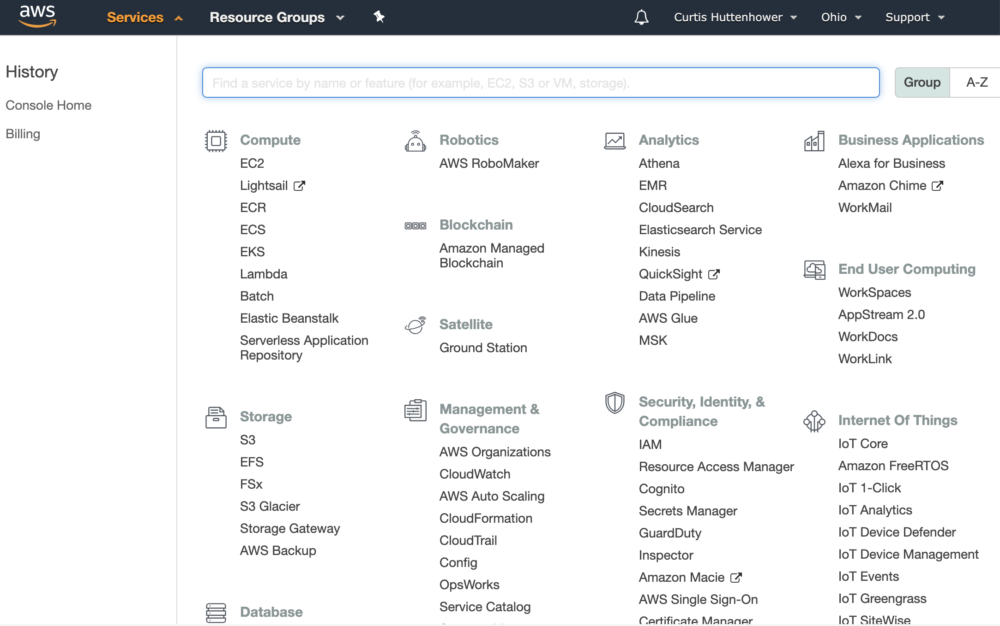 aws
Services
Resource Groups
Curtis Huttenhower
Ohio
Support
History
Console Home
Billing
Find a service by name or feature (for example, EC2, S3 or VM, storage).
Group
A-Z
Compute
EC2
Lightsail
ECR
ECS
EKS
Lambda
Batch
Elastic Beanstalk
Serverless Application
Repository
Storage
S3
EFS
FSx
S3 Glacier
Storage Gateway
AWS Backup
Database
Robotics
AWS RoboMaker
Blockchain
Amazon Managed
Blockchain
Satellite
Ground Station
Management &
Governance
AWS Organizations
CloudWatch
AWS Auto Scaling
CloudFormation
CloudTrail
Config
OpsWorks
Service Catalog
Analytics
Athena
EMR
CloudSearch
Elasticsearch Service
Kinesis
QuickSight
Data Pipeline
AWS Glue
MSK
Security, Identity, &
Compliance
IAM
Resource Access Manager
Cognito
Secrets Manager
GuardDuty
Inspector
Amazon Macie
AWS Single Sign-On
Certificate Manager
Business Applications
Alexa for Business
Amazon Chime
WorkMail
End User Computing
WorkSpaces
AppStream 2.0
WorkDocs
WorkLink
Internet Of Things
IoT Core
Amazon FreeRTOS
IoT 1-Click
IoT Analytics
IoT Device Defender
IoT Device Management
IoT Events
IoT Greengrass
IoT SiteWise